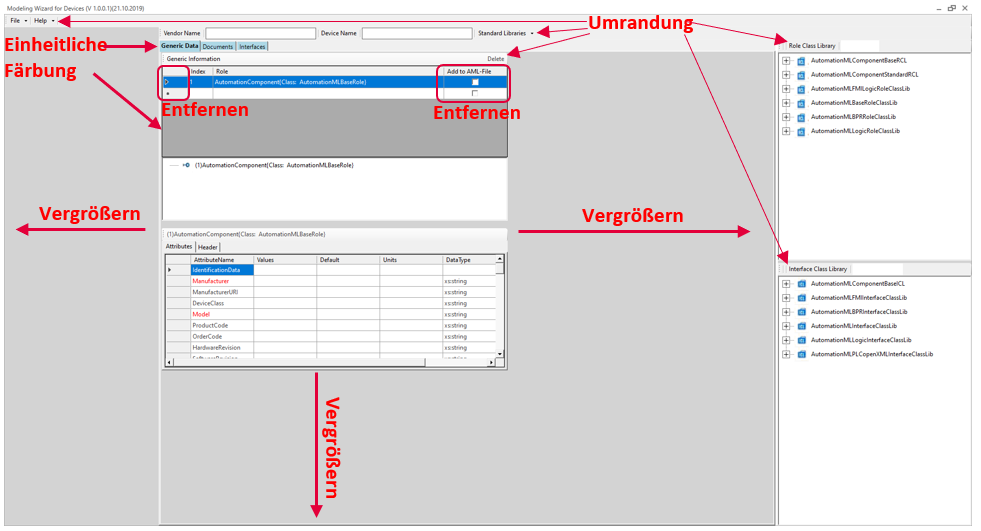 Modeling Wizard for Devices (V 1.0.0.1)(21.10.2019)
File Help
Umrandung
Vendor Name Device Name Standard Libraries
Einheitliche
Färbung
Generic Data Documents Interfaces
Role Class Library
Generic Information Delete
Index Role Add to AML-File
1 AutomationComponent(Class: AutomationMLBaseRole)
Entfernen
Entfernen
AutomationMLComponentBaseRCL
AutomationMLComponentStandardRCL
AutomationMLFMILogicRoleClassLib
AutomationMLBaseRoleClassLib
AutomationMLBPRRoleClassLib
AutomationMLLogicRoleClassLib
(1)AutomationComponent(Class: AutomationMLBaseRole)
Vergrößern
Vergrößern
(1)AutomationComponent(Class: AutomationMLBaseRole)
Attributes Header
AttributeName Values Default Units DataType
IdentificationData
Manufacturer xs:string
ManufacturerURI xs:string
DeviceClass xs:string
Model xs:string
ProductCode xs:string
OrderCode xs:string
HardwareRevision xs:string
SoftwareRevision xs:string
Interface Class Library
AutomationMLComponentBaseICL
AutomationMLFMIInterfaceClassLib
AutomationMLBPRInterfaceClassLib
AutomationMLInterfaceClassLib
AutomationMLLogicInterfaceClassLib
AutomationMLPLCopenXMLInterfaceClassLib
Vergrößern